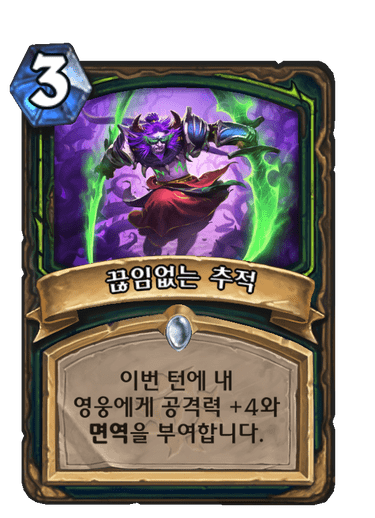 3
끊임없는 추적
이번 턴에 내
영웅에게 공격력 +4와
면역을 부여합니다.